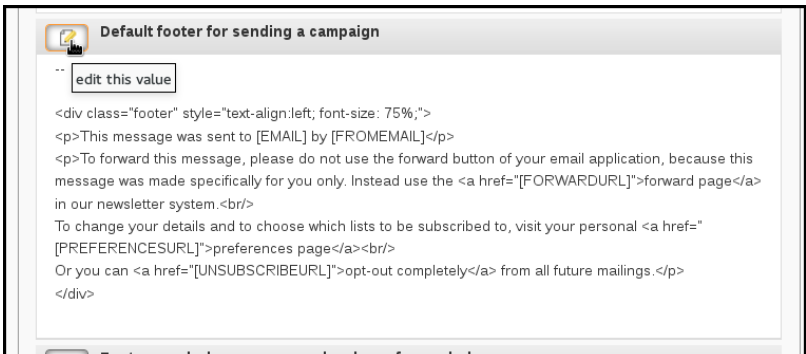 Default footer for sending a campaign
--
edit this value
<div class="footer" style="text-align:left; font-size: 75%;">
<p>This message was sent to [EMAIL] by [FROMEMAIL]</p>
<p>To forward this message, please do not use the forward button of your email application, because this
message was made specifically for you only. Instead use the <a href="[FORWARDURL]">forward page</a>
in our newsletter system.<br/>
To change your details and to choose which lists to be subscribed to, visit your personal <a href="
[PREFERENCESURL]">preferences page</a><br/>
Or you can <a href="[UNSUBSCRIBEURL]">opt-out completely</a> from all future mailings.</p>
</div>